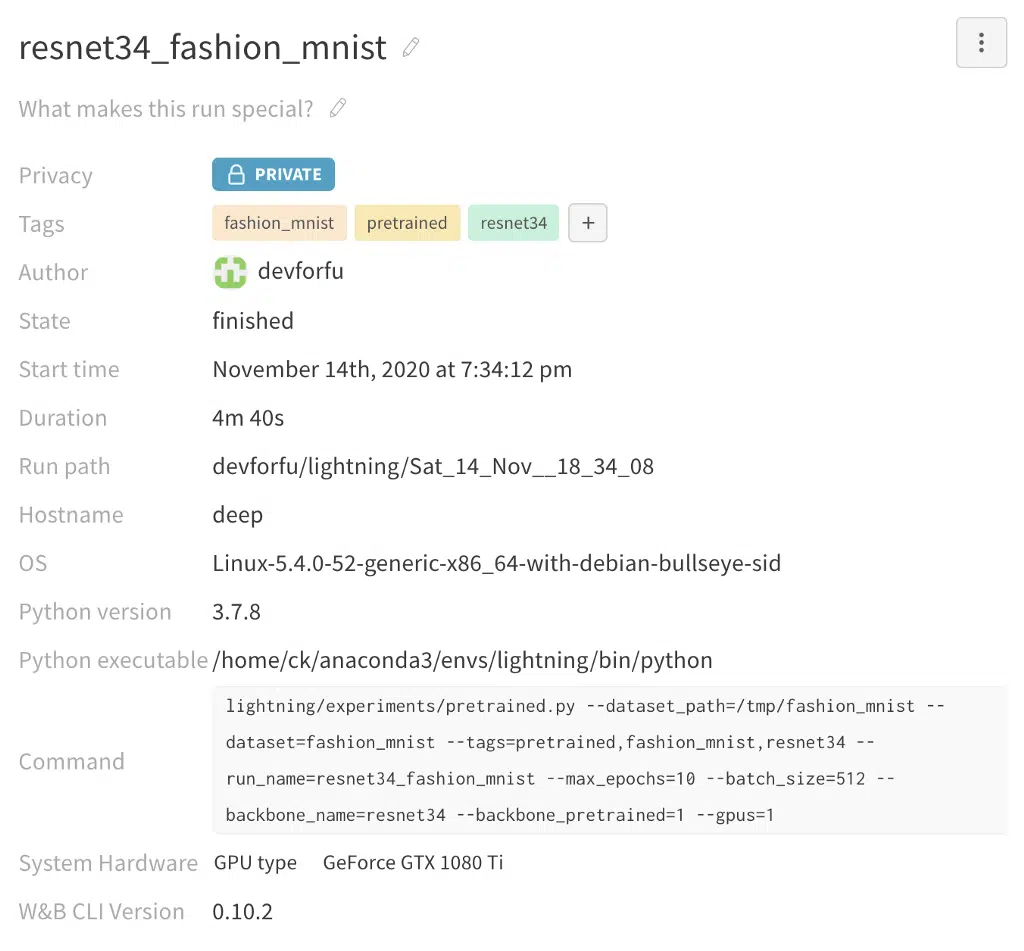 resnet34_fashion_mnist
What makes this run special?
Privacy PRIVATE
Tags fashion_mnist pretrained resnet34 +
Author devforfu
State finished
Start time November 14th, 2020 at 7:34:12 pm
Duration 4m 40s
Run path devforfu/lightning/Sat_14_Nov__18_34_08
Hostname deep
OS Linux-5.4.0-52-generic-x86_64-with-debian-bullseye-sid
Python version 3.7.8
Python executable /home/ck/anaconda3/envs/lightning/bin/python
lightning/experiments/pretrained.py --dataset_path=/tmp/fashion_mnist --
dataset=fashion_mnist --tags=pretrained,fashion_mnist,resnet34 --
Command
run_name=resnet34_fashion_mnist --max_epochs=10 --batch_size=512 --
backbone_name=resnet34 --backbone_pretrained=1 --gpus=1
System Hardware GPU type GeForce GTX 1080 Ti
W&B CLI Version 0.10.2